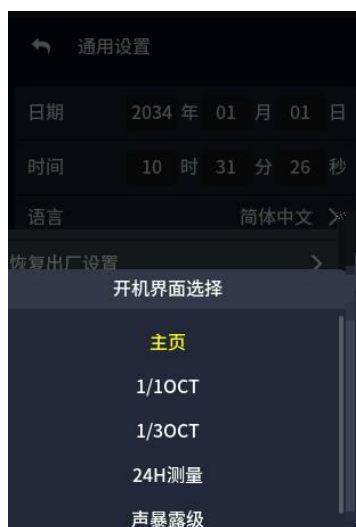 通用设置
日期 2034 年 01 月 01 日
时间 10 时 31 分 26 秒
语言 简体中文
恢复出厂设置
开机界面选择
主页
1/1OCT
1/3OCT
24H测量
声暴露级